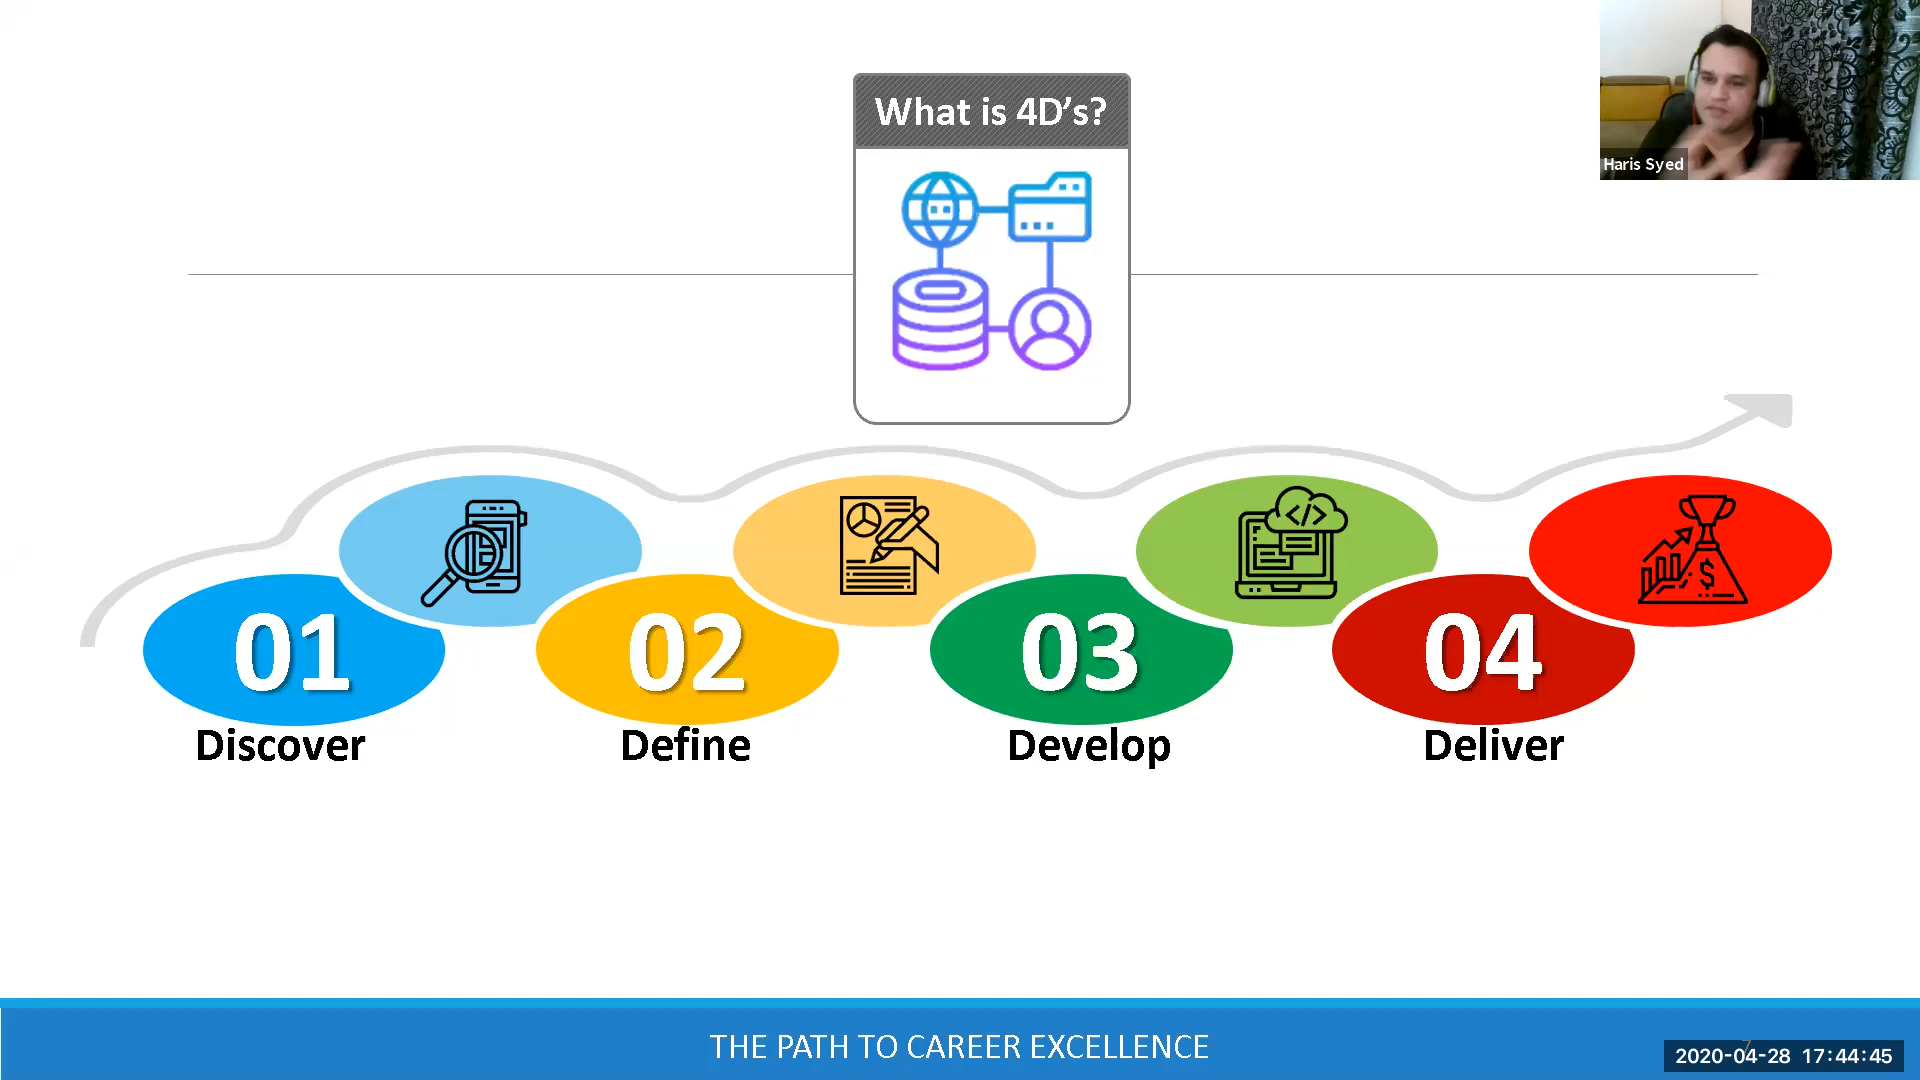 What is 4D's?
Haris Syed
</>
$
01
02
03
04
Discover
Define
Develop
Deliver
THE PATH TO CAREER EXCELLENCE
7
2020-04-28 17:44:45